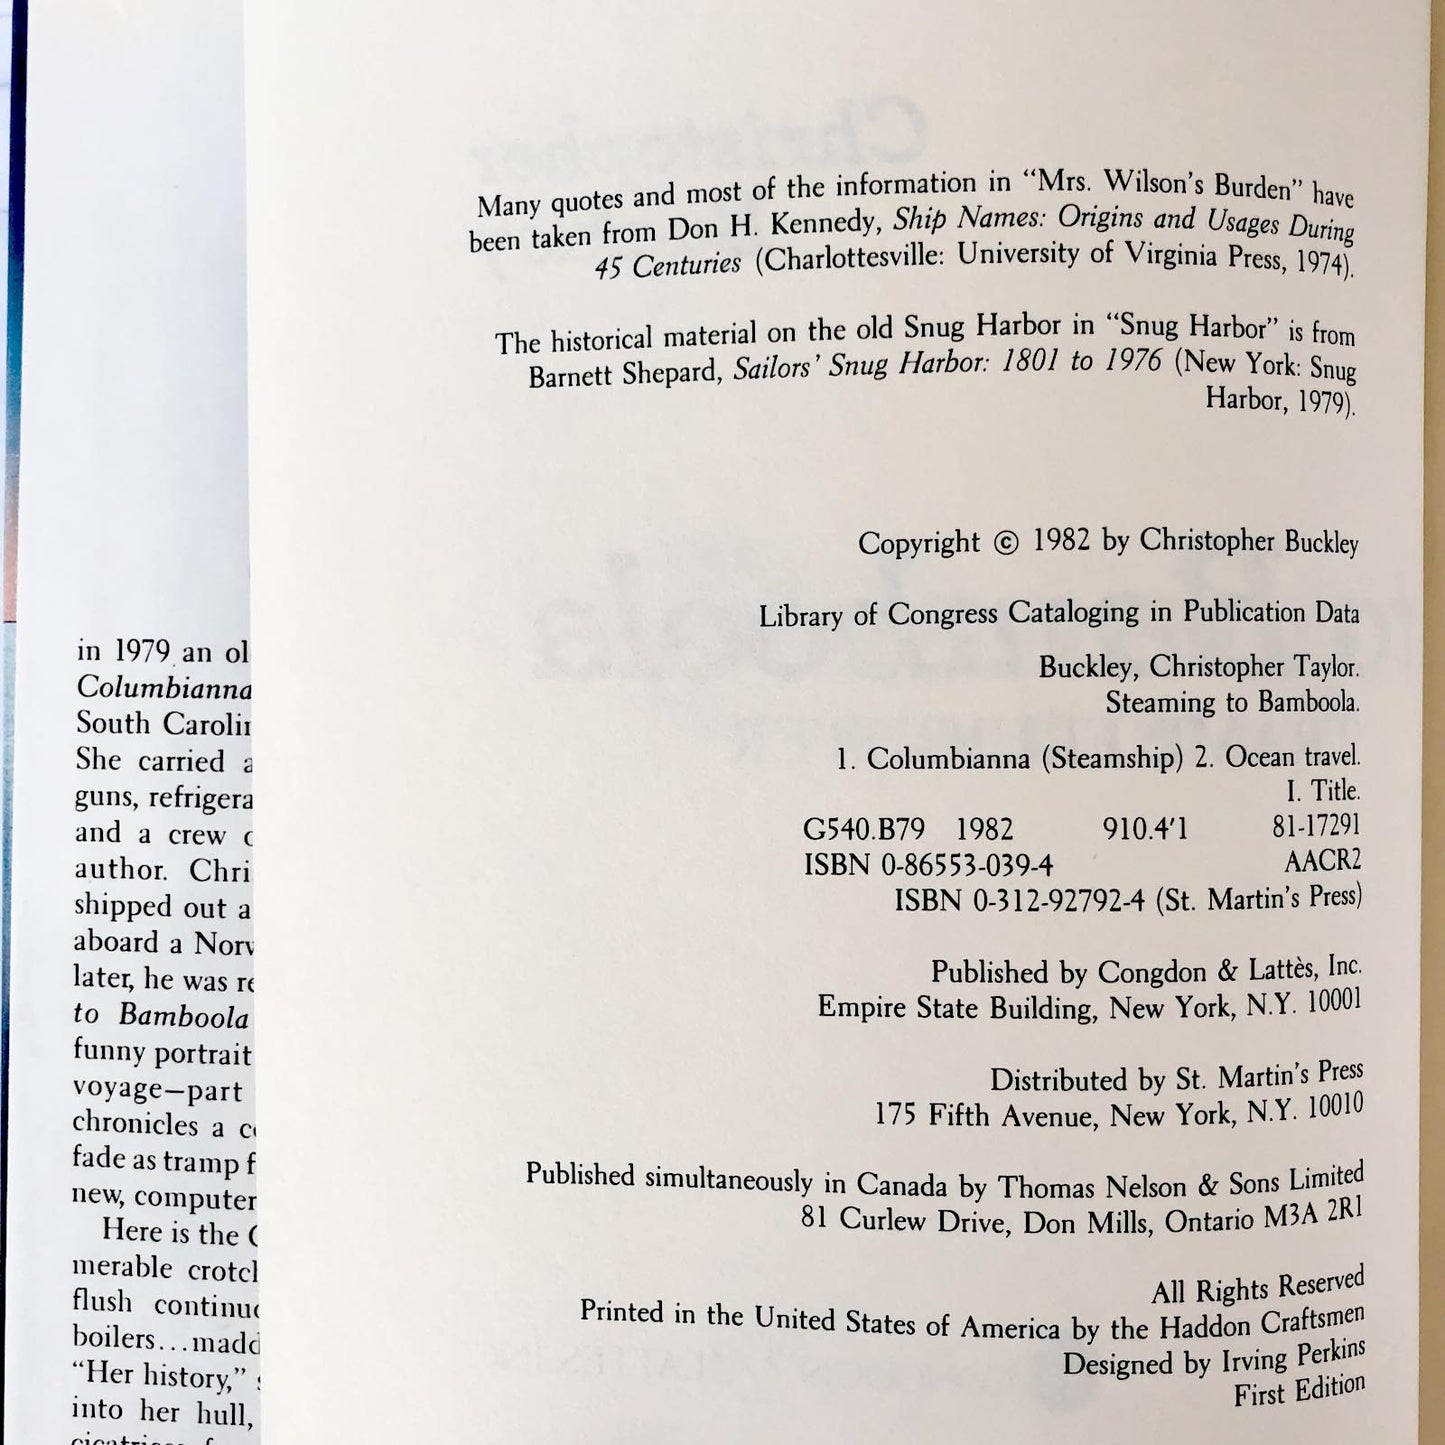 in 1979 an
Columbianna
South
She carried
guns,
and a crew
author.
shipped out a
aboard a
later, he was
to Bamboola
funny portrait
voyage—part
chronicles a
fade as tramp
new,
Here is the
merable
flush
boilers...
"Her history,"
into her hull,
Many quotes and most of the information in "Mrs. Wilson's Burden" have
been taken from Don H. Kennedy, Ship Names: Origins and Usages During
45 Centuries (Charlottesville: University of Virginia Press, 1974).
The historical material on the old Snug Harbor in "Snug Harbor" is from
Barnett Shepard, Sailors' Snug Harbor: 1801 to 1976 (New York: Snug
Harbor, 1979).
Copyright © 1982 by Christopher Buckley
Library of Congress Cataloging in Publication Data
Buckley, Christopher Taylor.
Steaming to Bamboola.
1. Columbianna (Steamship) 2. Ocean travel.
I. Title.
G540.B79 1982 910.4'1 81-17291
ISBN 0-86553-039-4 AACR2
ISBN 0-312-92792-4 (St. Martin's Press)
Published by Congdon & Lattès, Inc.
Empire State Building, New York, N.Y. 10001
Distributed by St. Martin's Press
175 Fifth Avenue, New York, N.Y. 10010
Published simultaneously in Canada by Thomas Nelson & Sons Limited
81 Curlew Drive, Don Mills, Ontario M3A 2R1
All Rights Reserved
Printed in the United States of America by the Haddon Craftsmen
Designed by Irving Perkins
First Edition